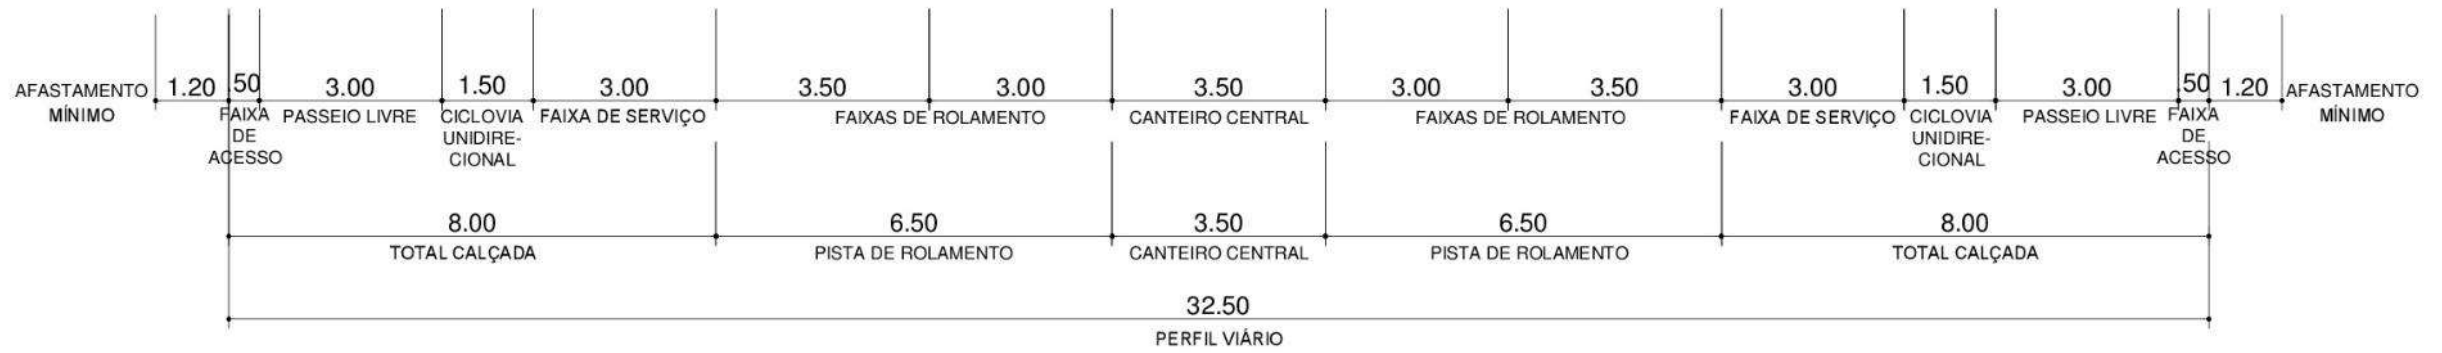 AFASTAMENTO MÍNIMO
1.20
.50
3.00
1.50
3.00
3.50
3.00
3.50
3.00
3.50
3.00
1.50
3.00
.50
1.20
AFASTAMENTO MÍNIMO
FAIXA
DE
ACESSO
PASSEIO LIVRE
CICLOVIA
UNIDIRE-
CIONAL
FAIXA DE SERVIÇO
FAIXAS DE ROLAMENTO
CANTEIRO CENTRAL
FAIXAS DE ROLAMENTO
FAIXA DE SERVIÇO
CICLOVIA
UNIDIRE-
CIONAL
PASSEIO LIVRE
FAIXA
DE
ACESSO
8.00
TOTAL CALÇADA
6.50
PISTA DE ROLAMENTO
3.50
CANTEIRO CENTRAL
6.50
PISTA DE ROLAMENTO
8.00
TOTAL CALÇADA
32.50
PERFIL VIÁRIO